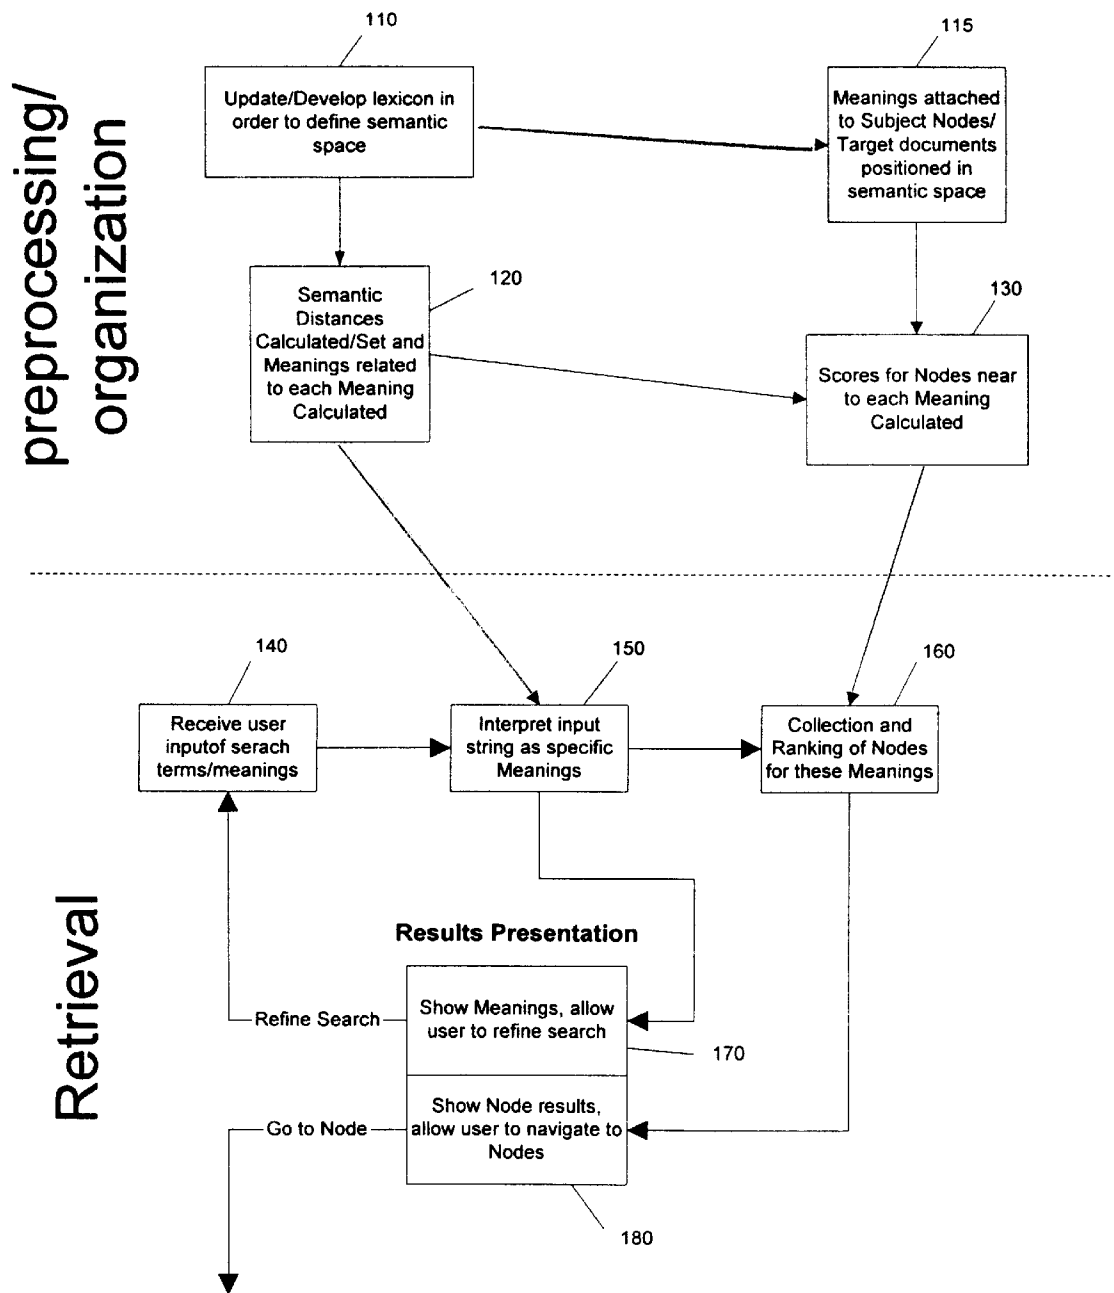 preprocessing/
organization
110
Update/Develop lexicon in
order to define semantic
space
115
Meanings attached
to Subject Nodes/
Target documents
positioned in
semantic space
120
Semantic
Distances
Calculated/Set and
Meanings related
to each Meaning
Calculated
130
Scores for Nodes near
to each Meaning
Calculated
Retrieval
140
Receive user
inputof serach
terms/meanings
150
Interpret input
string as specific
Meanings
160
Collection and
Ranking of Nodes
for these Meanings
Results Presentation
Refine Search
Show Meanings, allow
user to refine search
170
Go to Node
Show Node results,
allow user to navigate to
Nodes
180